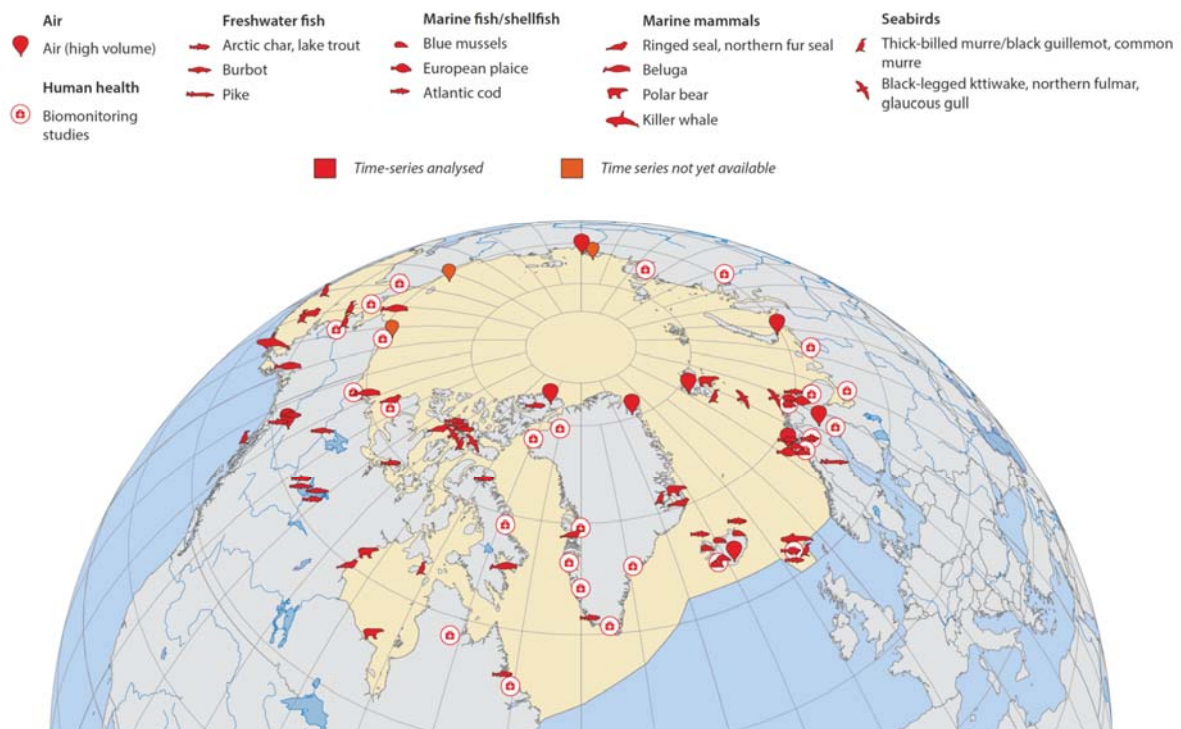 Air
Air (high volume)
Human health
Biomonitoring
studies
Freshwater fish
Arctic char, lake trout
Burbot
Pike
Marine fish/shellfish
Blue mussels
European plaice
Atlantic cod
Marine mammals
Ringed seal, northern fur seal
Beluga
Polar bear
Killer whale
Seabirds
Thick-billed murre/black guillemot, common
murre
Black-legged kttiwake, northern fulmar,
glaucous gull
Time-series analysed
Time series not yet available